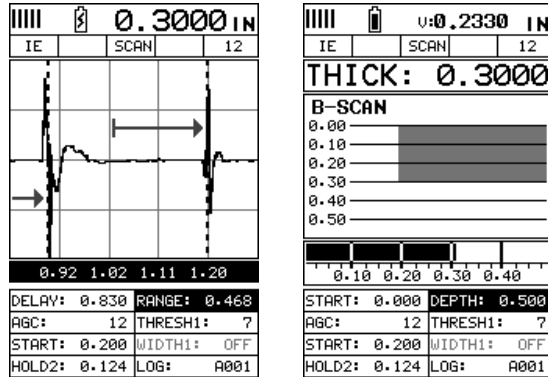 0.3000 IN
IE SCAN 12
0.92 1.02 1.11 1.20
DELAY: 0.830 RANGE: 0.468
AGC: 12 THRESH1: 7
START: 0.200 WIDTH1: OFF
HOLD2: 0.124 LOG: A001
V:0.2330 IN
IE SCAN 12
THICK: 0.3000
B-SCAN
0.00
0.10
0.20
0.30
0.40
0.50
0.10 0.20 0.30 0.40
START: 0.000 DEPTH: 0.500
AGC: 12 THRESH1: 7
START: 0.200 WIDTH1: OFF
HOLD2: 0.124 LOG: A001